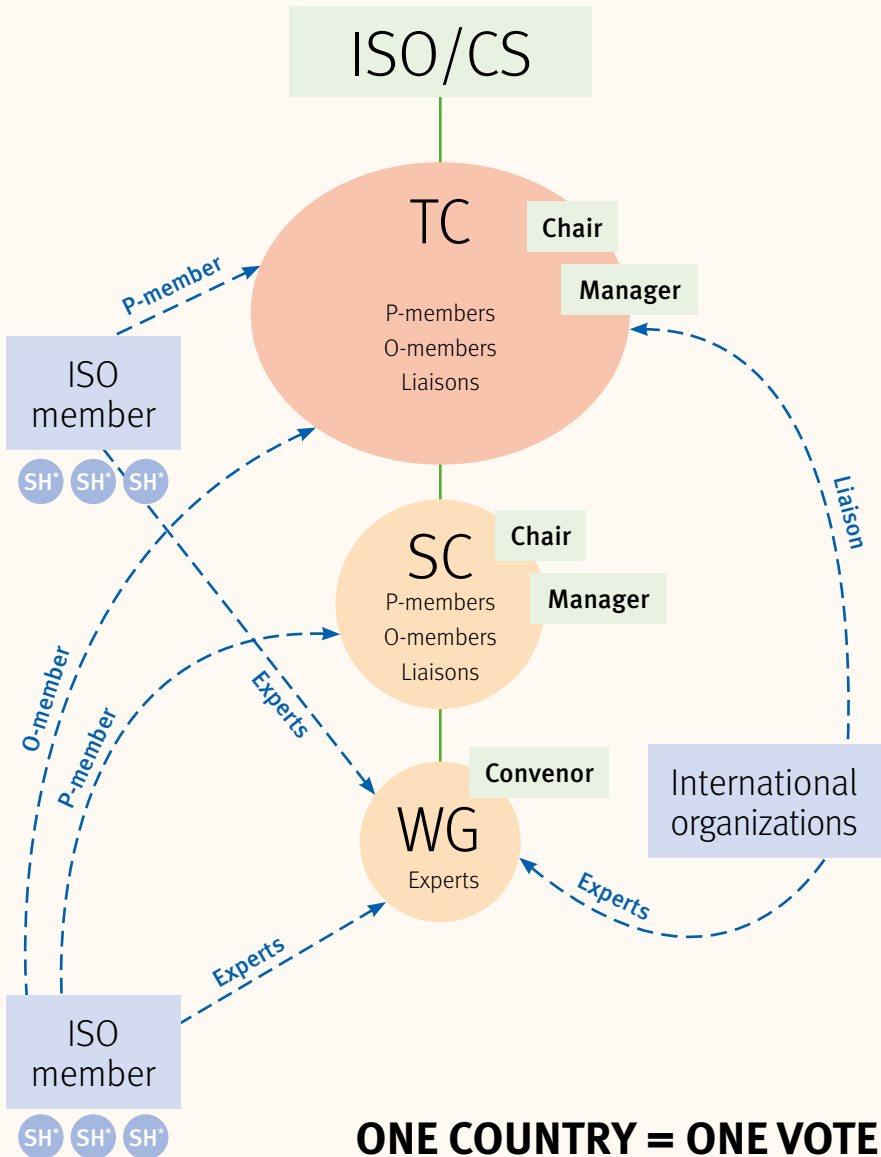 ISO/CS
TC
Chair
Manager
P-members
O-members
Liaisons
P-member
ISO
member
SH* SH* SH*
SC
Chair
Manager
P-members
O-members
Liaisons
Liaison
O-member
P-member
Experts
WG
Convenor
Experts
International
organizations
Experts
Experts
ISO
member
SH* SH* SH*
ONE COUNTRY = ONE VOTE